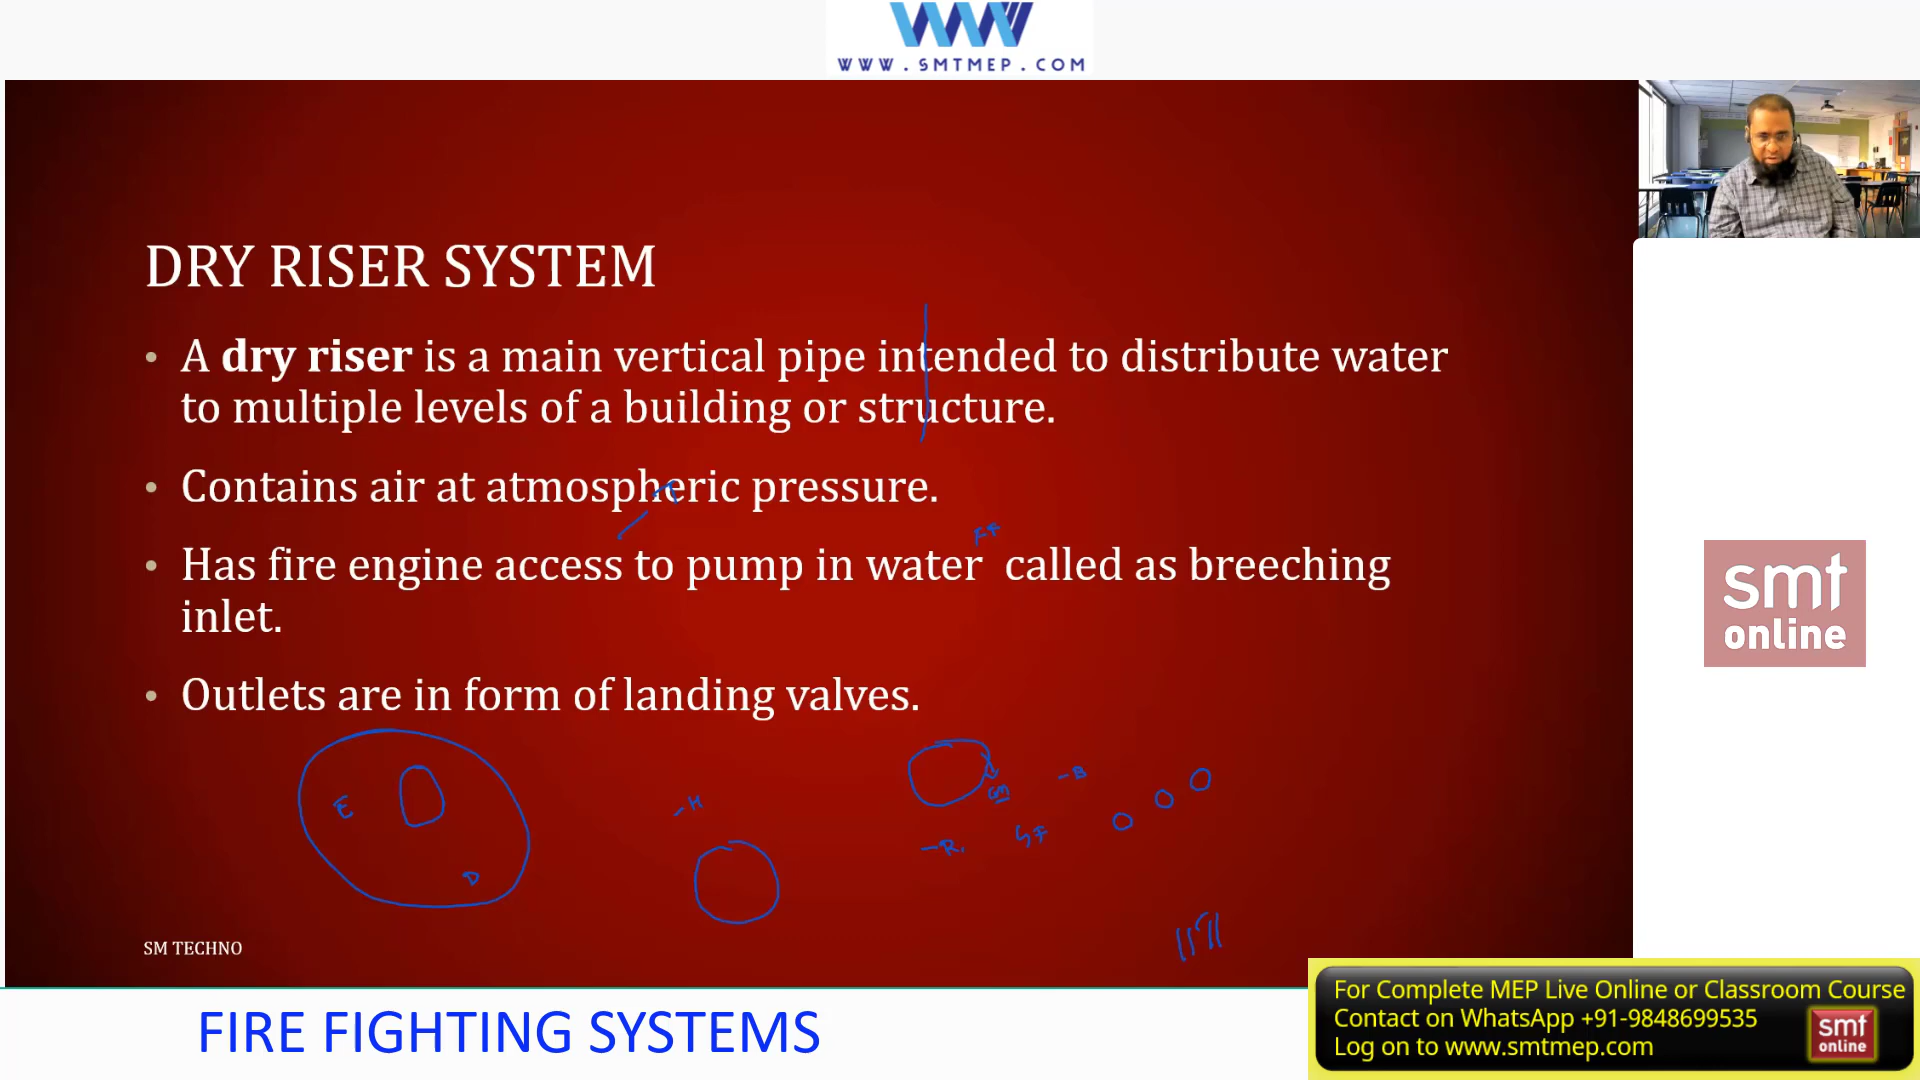 WWW.SMTMEP.COM
DRY RISER SYSTEM
• A dry riser is a main vertical pipe intended to distribute water
to multiple levels of a building or structure.
• Contains air at atmospheric pressure.
FF
• Has fire engine access to pump in water called as breeching
inlet.
• Outlets are in form of landing valves.
E
D
-H
-B
-R.
SM TECHNO
smt
online
FIRE FIGHTING SYSTEMS
For Complete MEP Live Online or Classroom Course
Contact on WhatsApp +91-9848699535
Log on to www.smtmep.com
smt
online